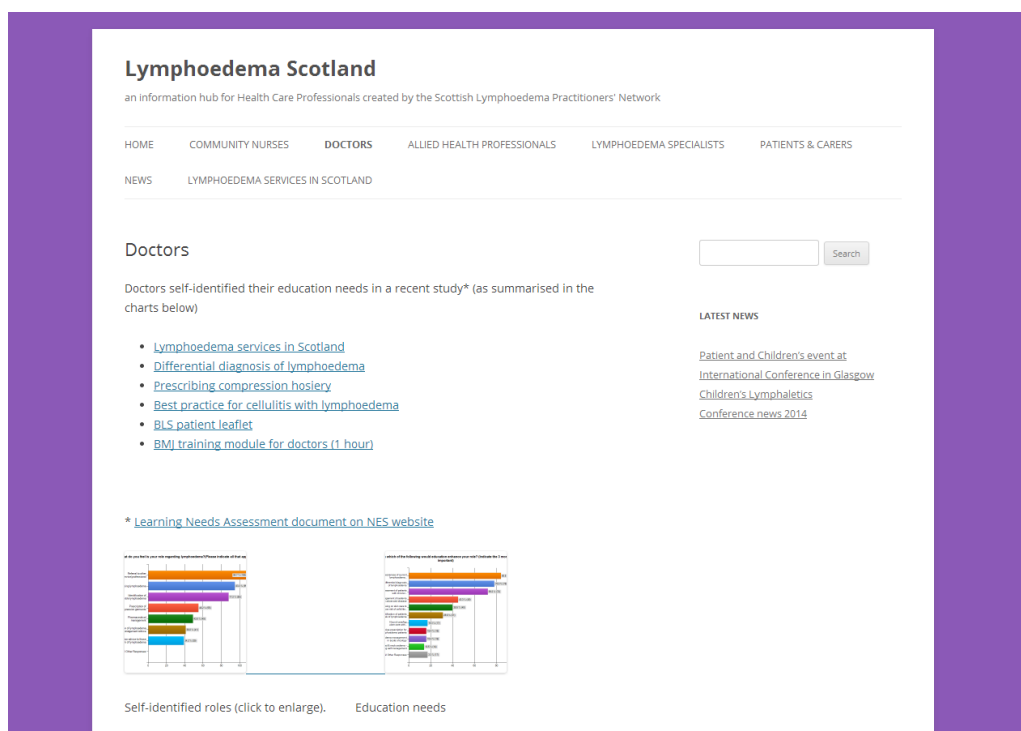 Lymphoedema Scotland
an information hub for Health Care Professionals created by the Scottish Lymphoedema Practitioners' Network
HOME COMMUNITY NURSES DOCTORS ALLIED HEALTH PROFESSIONALS LYMPHOEDEMA SPECIALISTS PATIENTS & CARERS
NEWS LYMPHOEDEMA SERVICES IN SCOTLAND
Doctors
Doctors self-identified their education needs in a recent study* (as summarised in the
charts below)
• Lymphoedema services in Scotland
• Differential diagnosis of lymphoedema
• Prescribing compression hosiery
• Best practice for cellulitis with lymphoedema
• BLS patient leaflet
• BMJ training module for doctors (1 hour)
* Learning Needs Assessment document on NES website
Self-identified roles (click to enlarge). Education needs
Search
LATEST NEWS
Patient and Children's event at
International Conference in Glasgow
Children's Lymphaletics
Conference news 2014